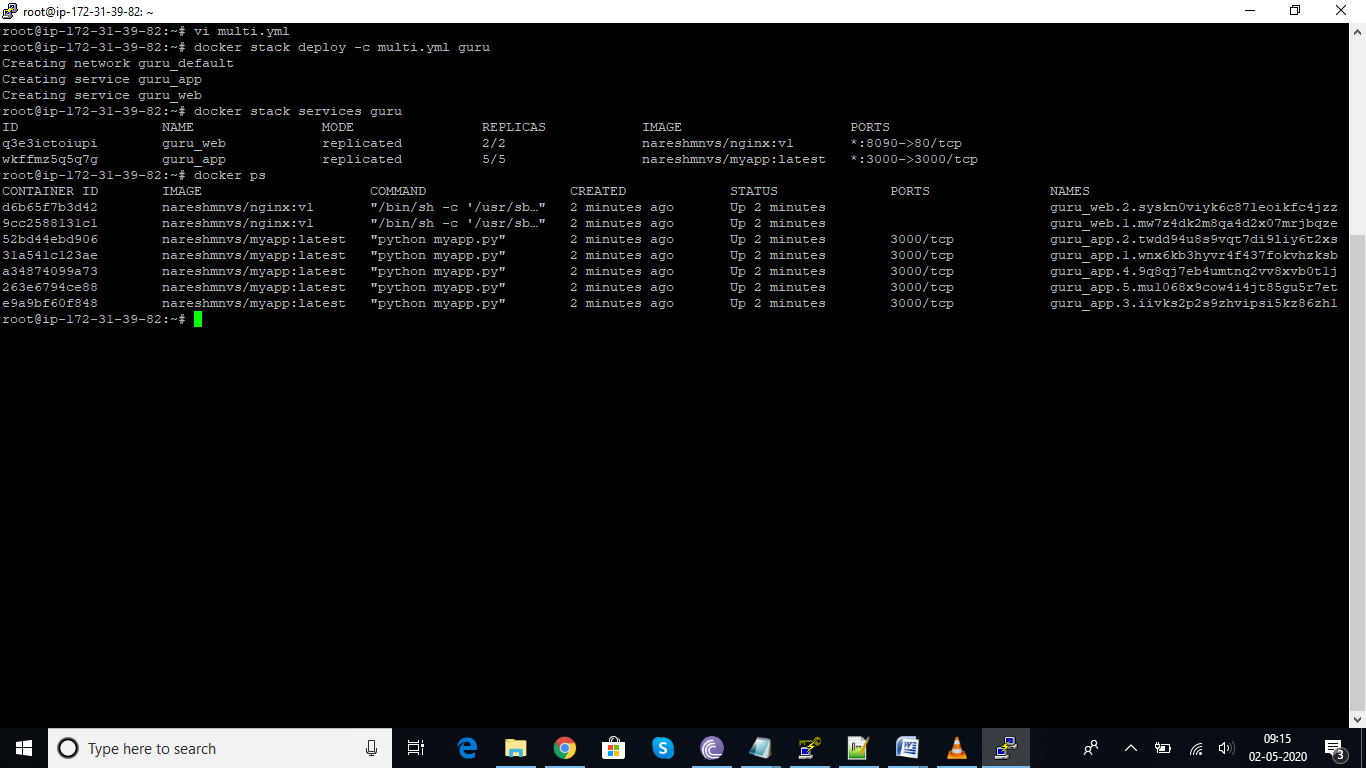 root@ip-172-31-39-82: ~
root@ip-172-31-39-82:~# vi multi.yml
root@ip-172-31-39-82:~# docker stack deploy -c multi.yml guru
Creating network guru_default
Creating service guru_app
Creating service guru_web
root@ip-172-31-39-82:~# docker stack services guru
ID NAME MODE REPLICAS IMAGE PORTS
q3e3ictoiupi guru_web replicated 2/2 nareshmnvs/nginx:v1 *:8090->80/tcp
wkffmz5q5q7g guru_app replicated 5/5 nareshmnvs/myapp:latest *:3000->3000/tcp
root@ip-172-31-39-82:~# docker ps
CONTAINER ID IMAGE COMMAND CREATED STATUS PORTS NAMES
d6b65f7b3d42 nareshmnvs/nginx:v1 "/bin/sh -c '/usr/sb…" 2 minutes ago Up 2 minutes guru_web.2.syskn0viyk6c87leoikfc4jzz
9cc2588131c1 nareshmnvs/nginx:v1 "/bin/sh -c '/usr/sb…" 2 minutes ago Up 2 minutes guru_web.1.mw7z4dk2m8qa4d2x07mrjbqze
52bd44ebd906 nareshmnvs/myapp:latest "python myapp.py" 2 minutes ago Up 2 minutes 3000/tcp guru_app.2.twdd94u8s9vqt7di9liy6t2xs
31a541c123ae nareshmnvs/myapp:latest "python myapp.py" 2 minutes ago Up 2 minutes 3000/tcp guru_app.1.wnx6kb3hyvr4f437fokvhzksb
a34874099a73 nareshmnvs/myapp:latest "python myapp.py" 2 minutes ago Up 2 minutes 3000/tcp guru_app.4.9q8qj7eb4umtnq2vv8xvb0t1j
263e6794ce88 nareshmnvs/myapp:latest "python myapp.py" 2 minutes ago Up 2 minutes 3000/tcp guru_app.5.mul068x9cow4i4jt85gu5r7et
e9a9bf60f848 nareshmnvs/myapp:latest "python myapp.py" 2 minutes ago Up 2 minutes 3000/tcp guru_app.3.iivks2p2s9zhvipsi5kz86zhl
root@ip-172-31-39-82:~#
Type here to search
09:15
02-05-2020
3